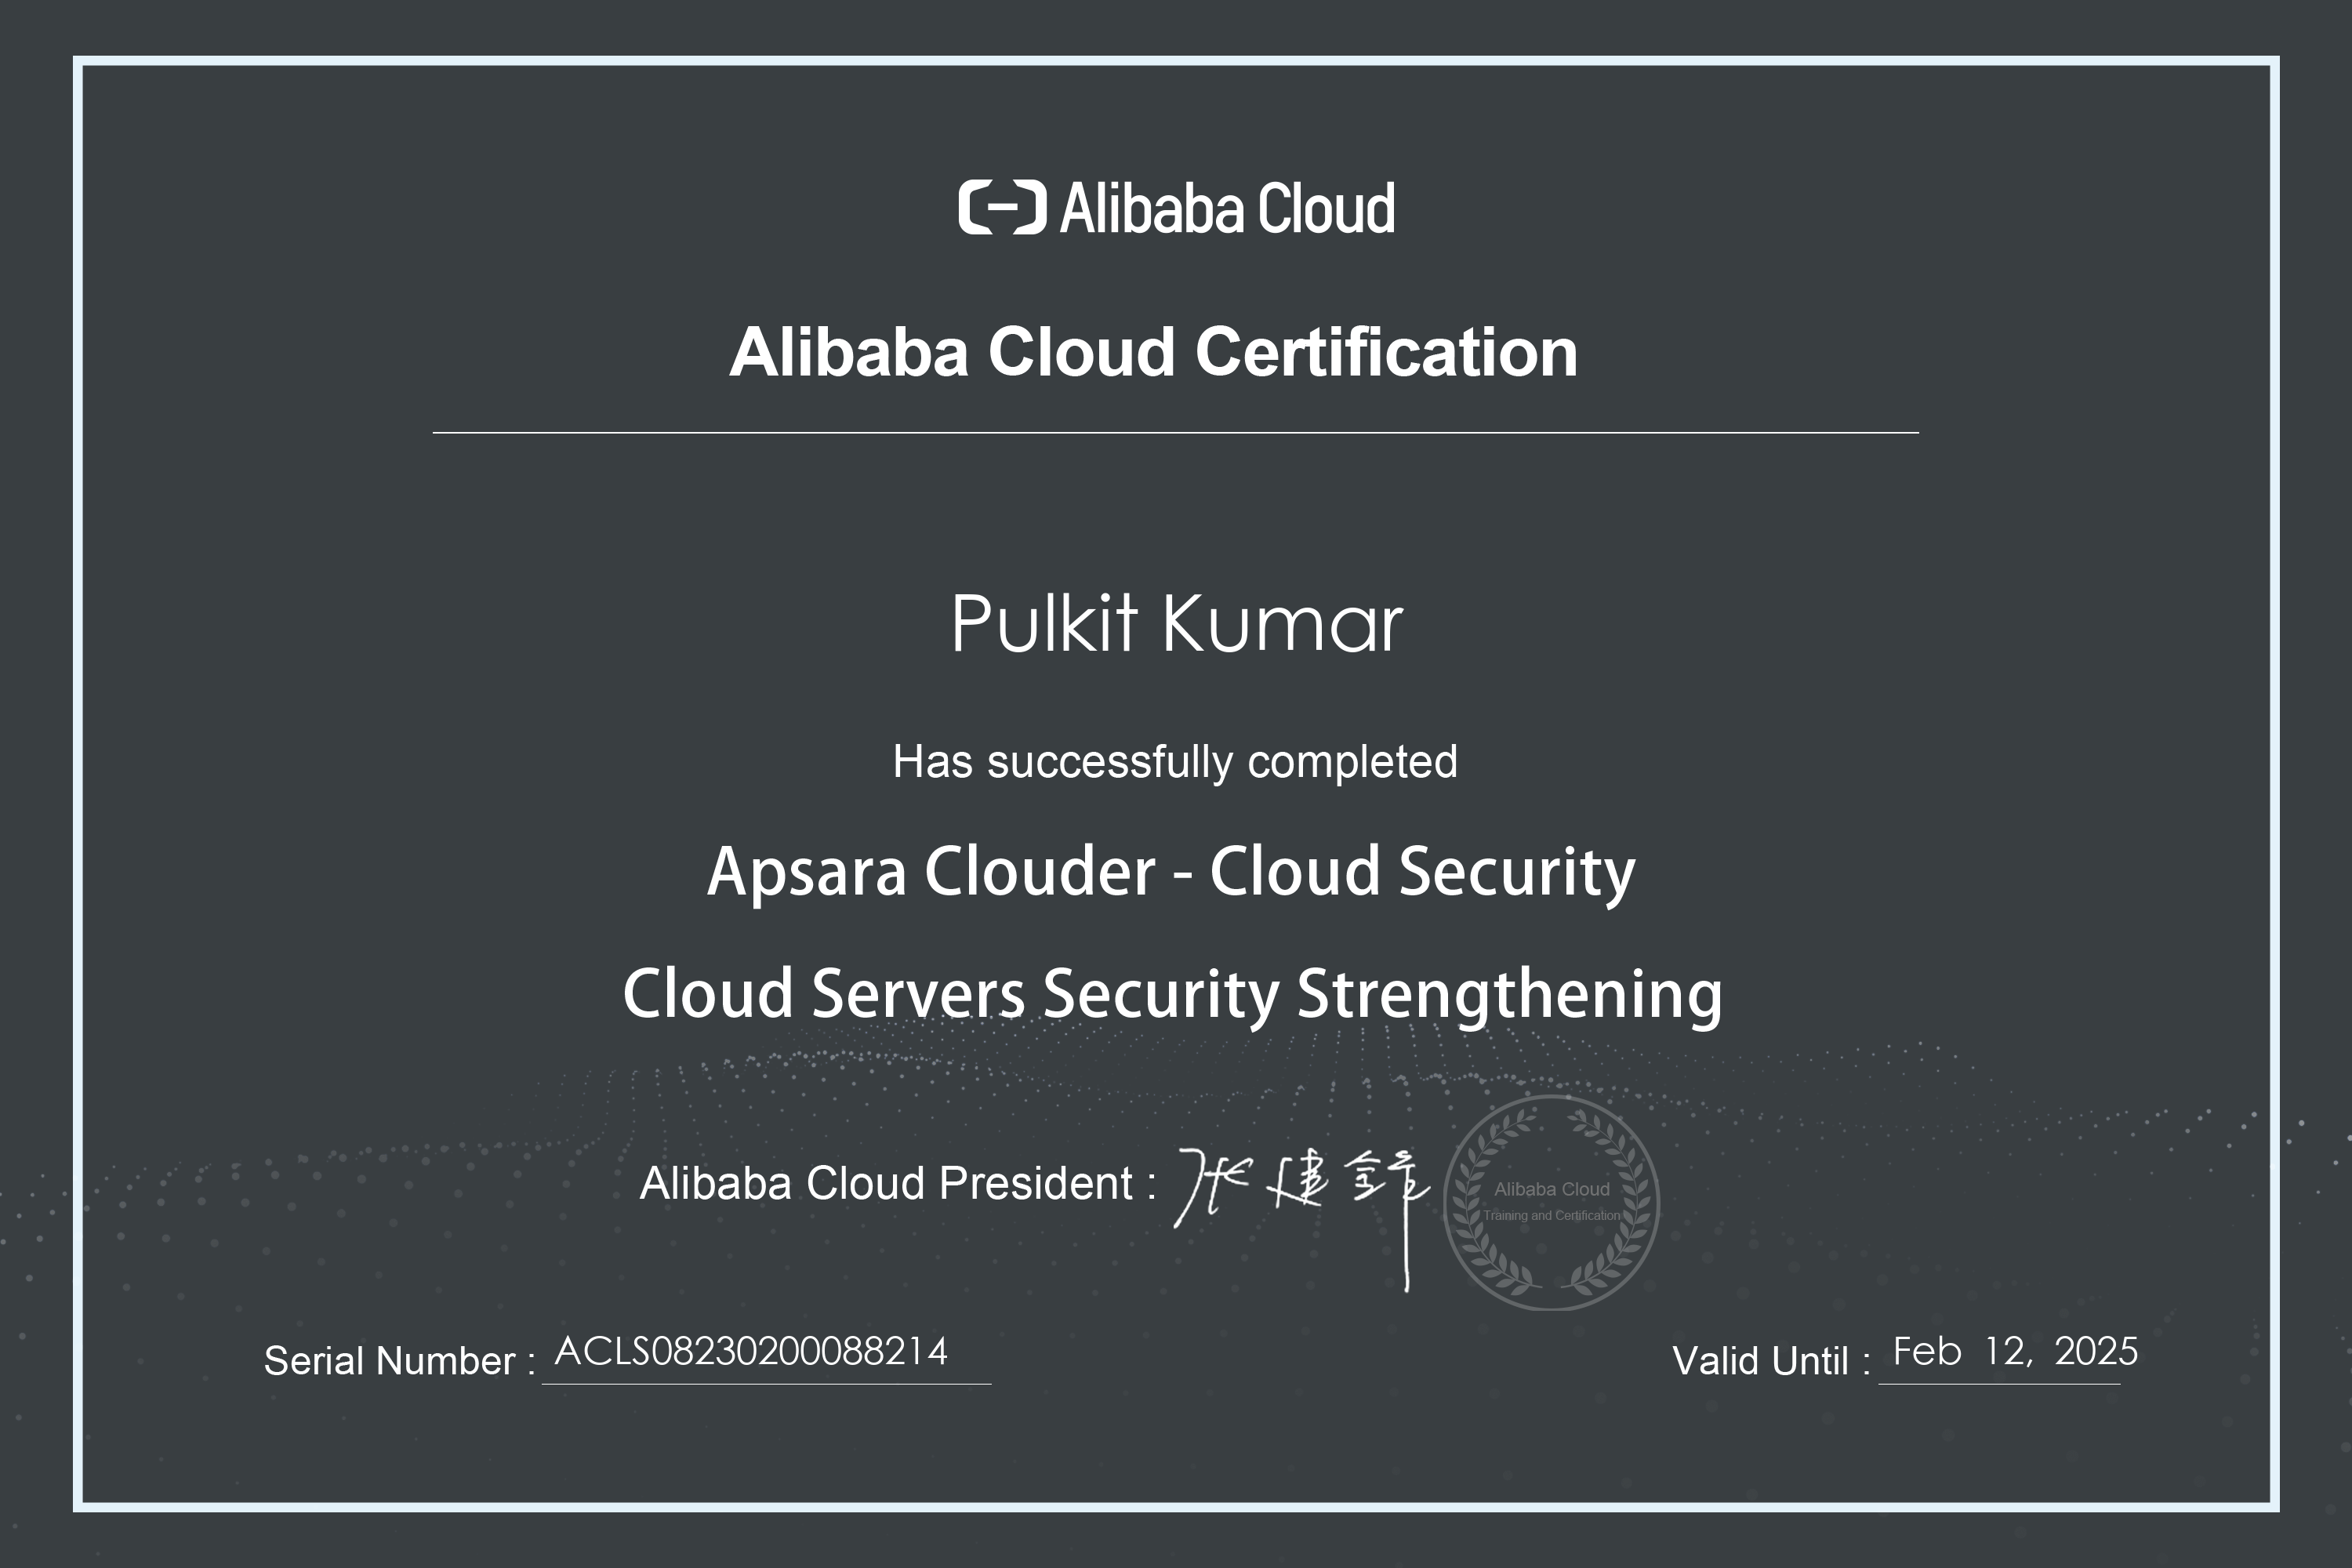 Alibaba Cloud
Alibaba Cloud Certification
Pulkit Kumar
Has successfully completed
Apsara Clouder - Cloud Security
Cloud Servers Security Strengthening
Alibaba Cloud President : 张建锋
Alibaba Cloud
Training and Certification
Serial Number : ACLS08230200088214
Valid Until : Feb 12, 2025